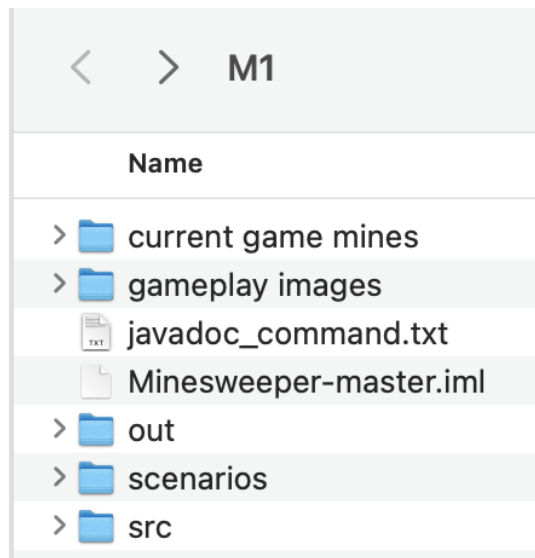 M1
Name
current game mines
gameplay images
TXT
javadoc_command.txt
Minesweeper-master.iml
out
scenarios
src